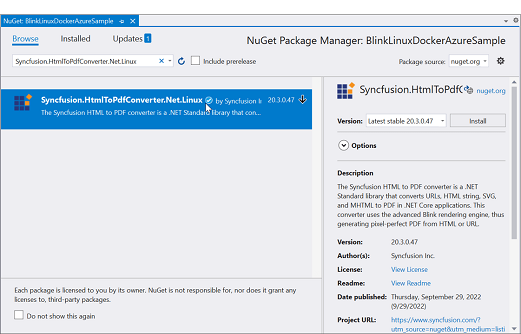 NuGet: BlinkLinuxDockerAzureSample
Browse Installed Updates 1
NuGet Package Manager: BlinkLinuxDockerAzureSample
Syncfusion.HtmlToPdfConverter.Net.Linux
Include prerelease
Package source: nuget.org
Syncfusion.HtmlToPdfConverter.Net.Linux by Syncfusion I 20.3.0.47
The Syncfusion HTML to PDF converter is a .NET Standard library that con...
Each package is licensed to you by its owner. NuGet is not responsible, nor does it grant any
licenses to, third-party packages.
Do not show this again
Syncfusion.HtmlToPdfC nuget.org
Version: Latest stable 20.3.0.47 Install
Options
Description
The Syncfusion HTML to PDF converter is a .NET
Standard library that converts URLs, HTML string, SVG,
and MHTML to PDF in .NET Core applications. This
converter uses the advanced Blink rendering engine, thus
generating pixel-perfect PDF from HTML or URL.
Version: 20.3.0.47
Author(s): Syncfusion Inc.
License: View License
Readme: View Readme
Date published: Thursday, September 29, 2022
(9/29/2022)
Project URL: https://www.syncfusion.com/?
utm_source=nuget&utm_medium=listi